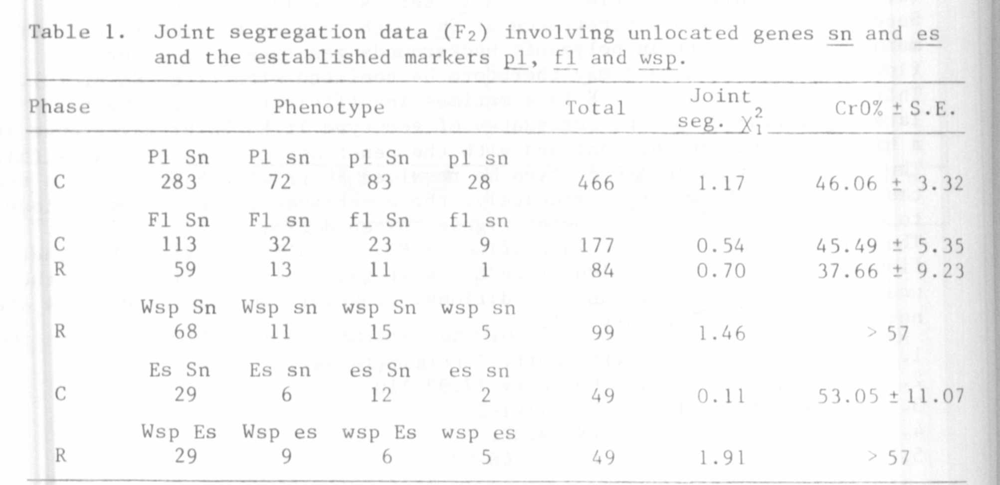 Table 1. Joint segregation data (F2) involving unlocated genes sn and es
and the established markers pl, fl and wsp.
Phase Phenotype Total Joint seg. χ²₁ CrO% ± S.E.
Pl Sn Pl sn pl Sn pl sn
C 283 72 83 28 466 1.17 46.06 ± 3.32
Fl Sn Fl sn fl Sn fl sn
C 113 32 23 9 177 0.54 45.49 ± 5.35
R 59 13 11 1 84 0.70 37.66 ± 9.23
Wsp Sn Wsp sn wsp Sn wsp sn
R 68 11 15 5 99 1.46 > 57
Es Sn Es sn es Sn es sn
C 29 6 12 2 49 0.11 53.05 ± 11.07
Wsp Es Wsp es wsp Es wsp es
R 29 9 6 5 49 1.91 > 57